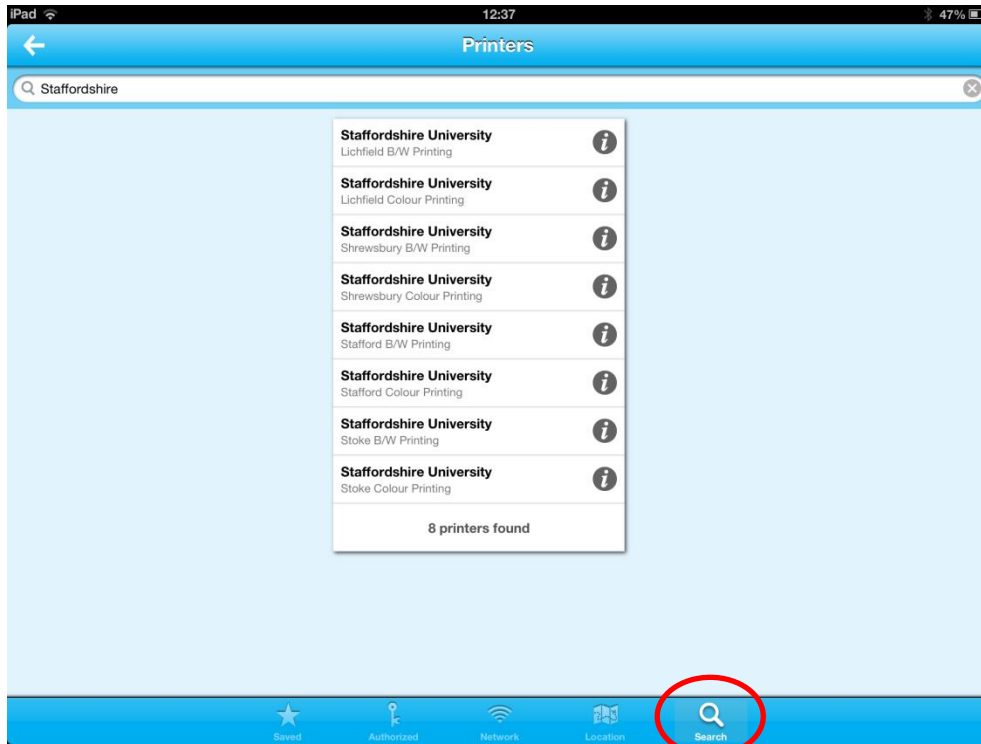 iPad 12:37 47%
Printers
Staffordshire
Staffordshire University
Lichfield B/W Printing
Staffordshire University
Lichfield Colour Printing
Staffordshire University
Shrewsbury B/W Printing
Staffordshire University
Shrewsbury Colour Printing
Staffordshire University
Stafford B/W Printing
Staffordshire University
Stafford Colour Printing
Staffordshire University
Stoke B/W Printing
Staffordshire University
Stoke Colour Printing
8 printers found
Saved Authorized Network Location Search